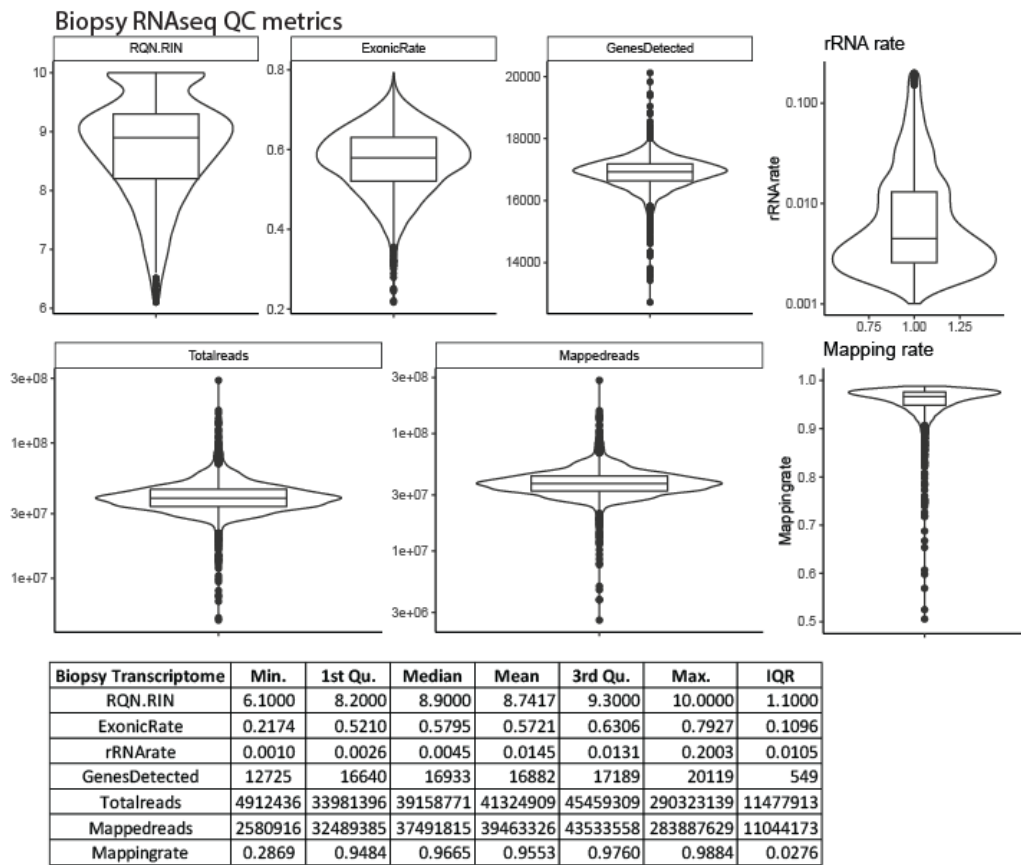 Biopsy RNAseq QC metrics
RQN.RIN
10
9
8
7
6
ExonicRate
0.8
0.6
0.4
0.2
GenesDetected
20000
18000
16000
14000
rRNA rate
rRNArate
0.100
0.010
0.001
0.75 1.00 1.25
Totalreads
3e+08
1e+08
3e+07
1e+07
Mappedreads
3e+08
1e+08
3e+07
1e+07
3e+06
Mapping rate
Mappingrate
1.0
0.9
0.8
0.7
0.6
0.5
Biopsy Transcriptome Min. 1st Qu. Median Mean 3rd Qu. Max. IQR
RQN.RIN 6.1000 8.2000 8.9000 8.7417 9.3000 10.0000 1.1000
ExonicRate 0.2174 0.5210 0.5795 0.5721 0.6306 0.7927 0.1096
rRNArate 0.0010 0.0026 0.0045 0.0145 0.0131 0.2003 0.0105
GenesDetected 12725 16640 16933 16882 17189 20119 549
Totalreads 4912436 33981396 39158771 41324909 45459309 290323139 11477913
Mappedreads 2580916 32489385 37491815 39463326 43533558 283887629 11044173
Mappingrate 0.2869 0.9484 0.9665 0.9553 0.9760 0.9884 0.0276